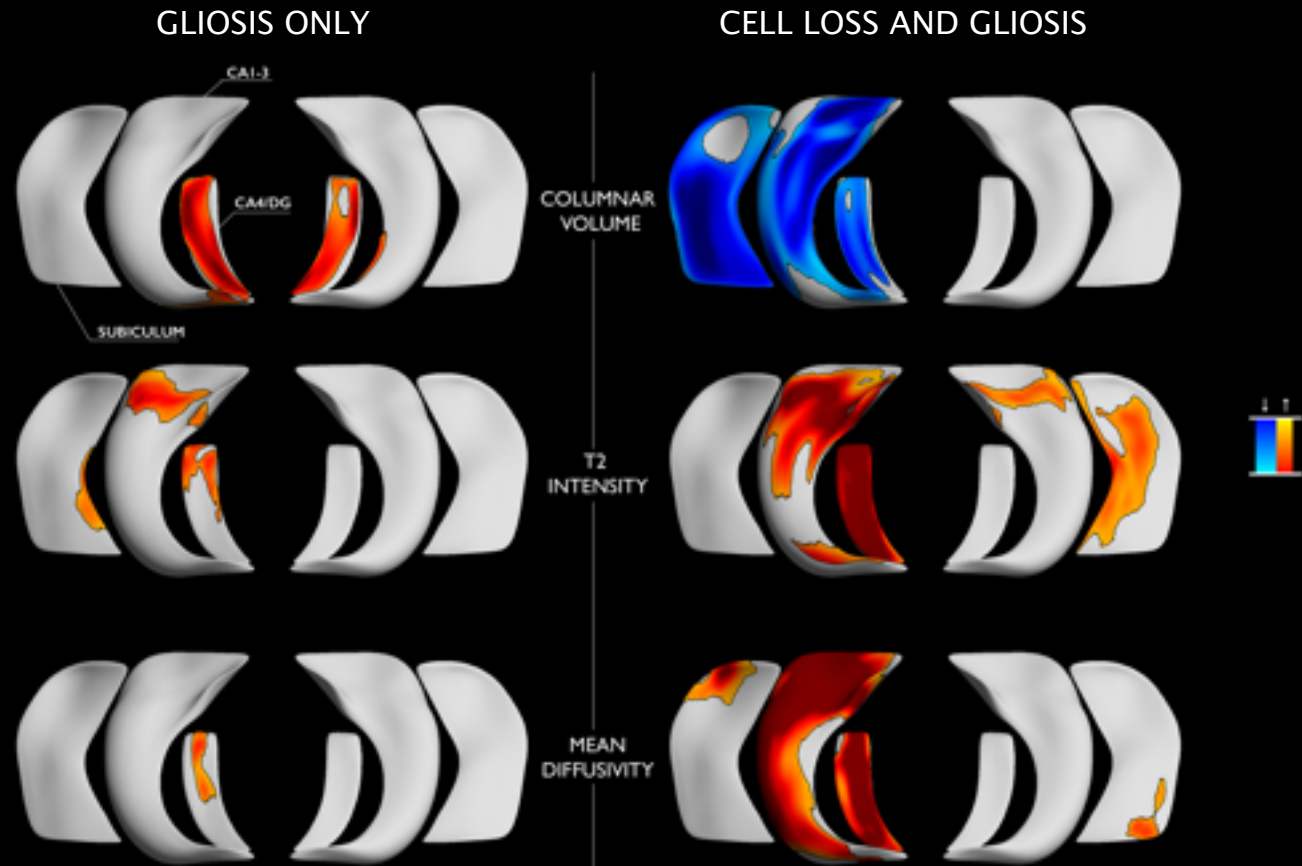 GLIOSIS ONLY
CELL LOSS AND GLIOSIS
CA1-3
CA4/DG
SUBICULUM
COLUMNAR
VOLUME
T2
INTENSITY
MEAN
DIFFUSIVITY
↓ ↑